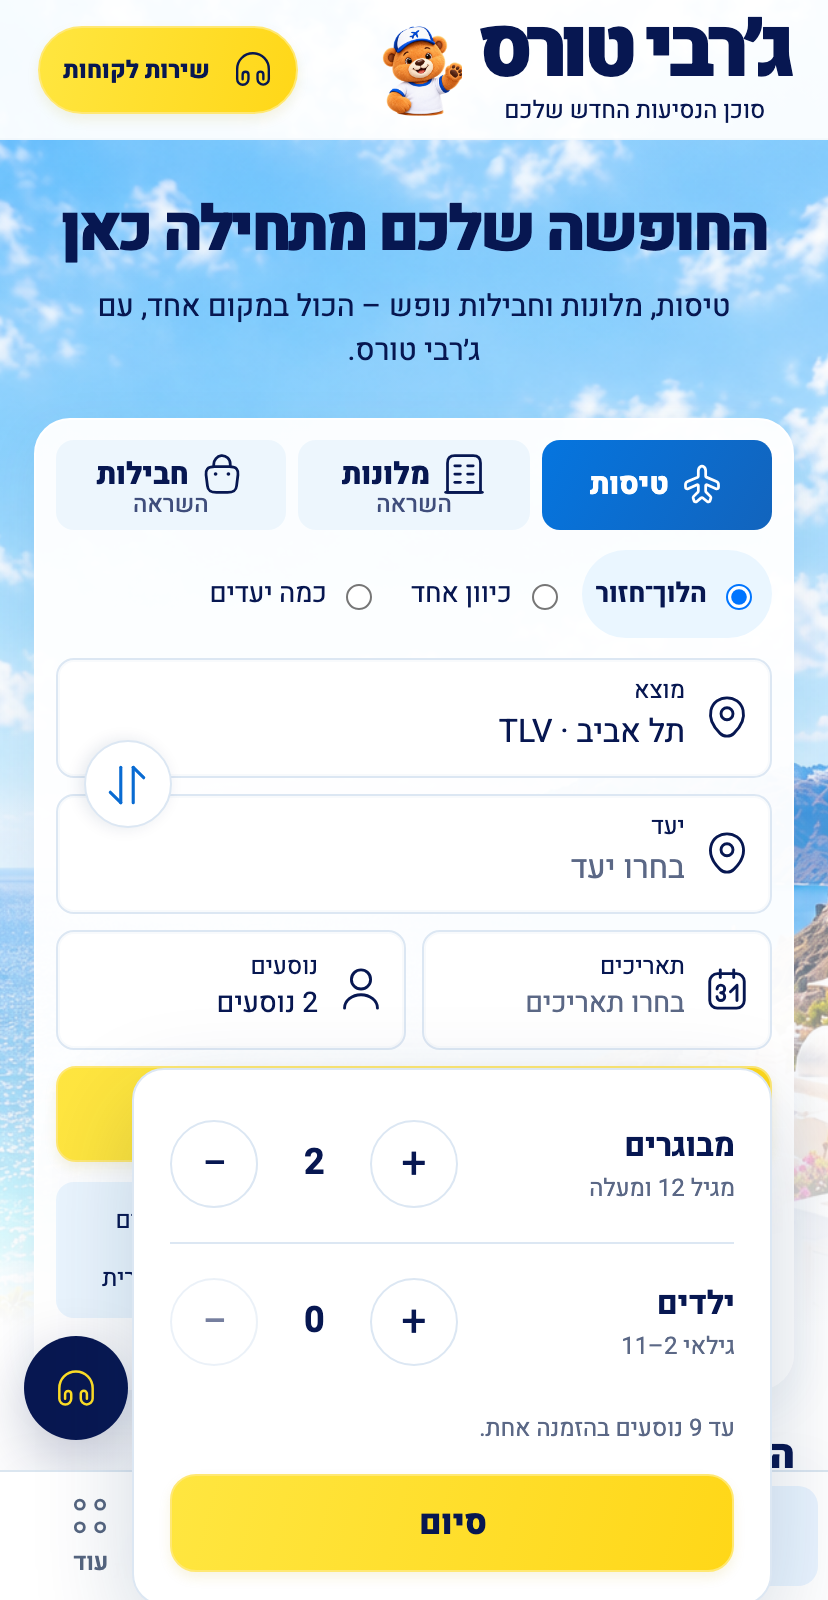 ג׳רבי טורס
סוכן הנסיעות החדש שלכם
שירות לקוחות
החופשה שלכם מתחילה כאן
טיסות, מלונות וחבילות נופש – הכול במקום אחד, עם
ג׳רבי טורס.
טיסות
מלונות
השראה
חבילות
השראה
הלוך־חזור
כיוון אחד
כמה יעדים
מוצא
תל אביב · TLV
יעד
בחרו יעד
תאריכים
31
בחרו תאריכים
נוסעים
2 נוסעים
מבוגרים
מגיל 12 ומעלה
+ 2 −
ילדים
גילאי 2–11
+ 0 −
עד 9 נוסעים בהזמנה אחת.
סיום
עוד